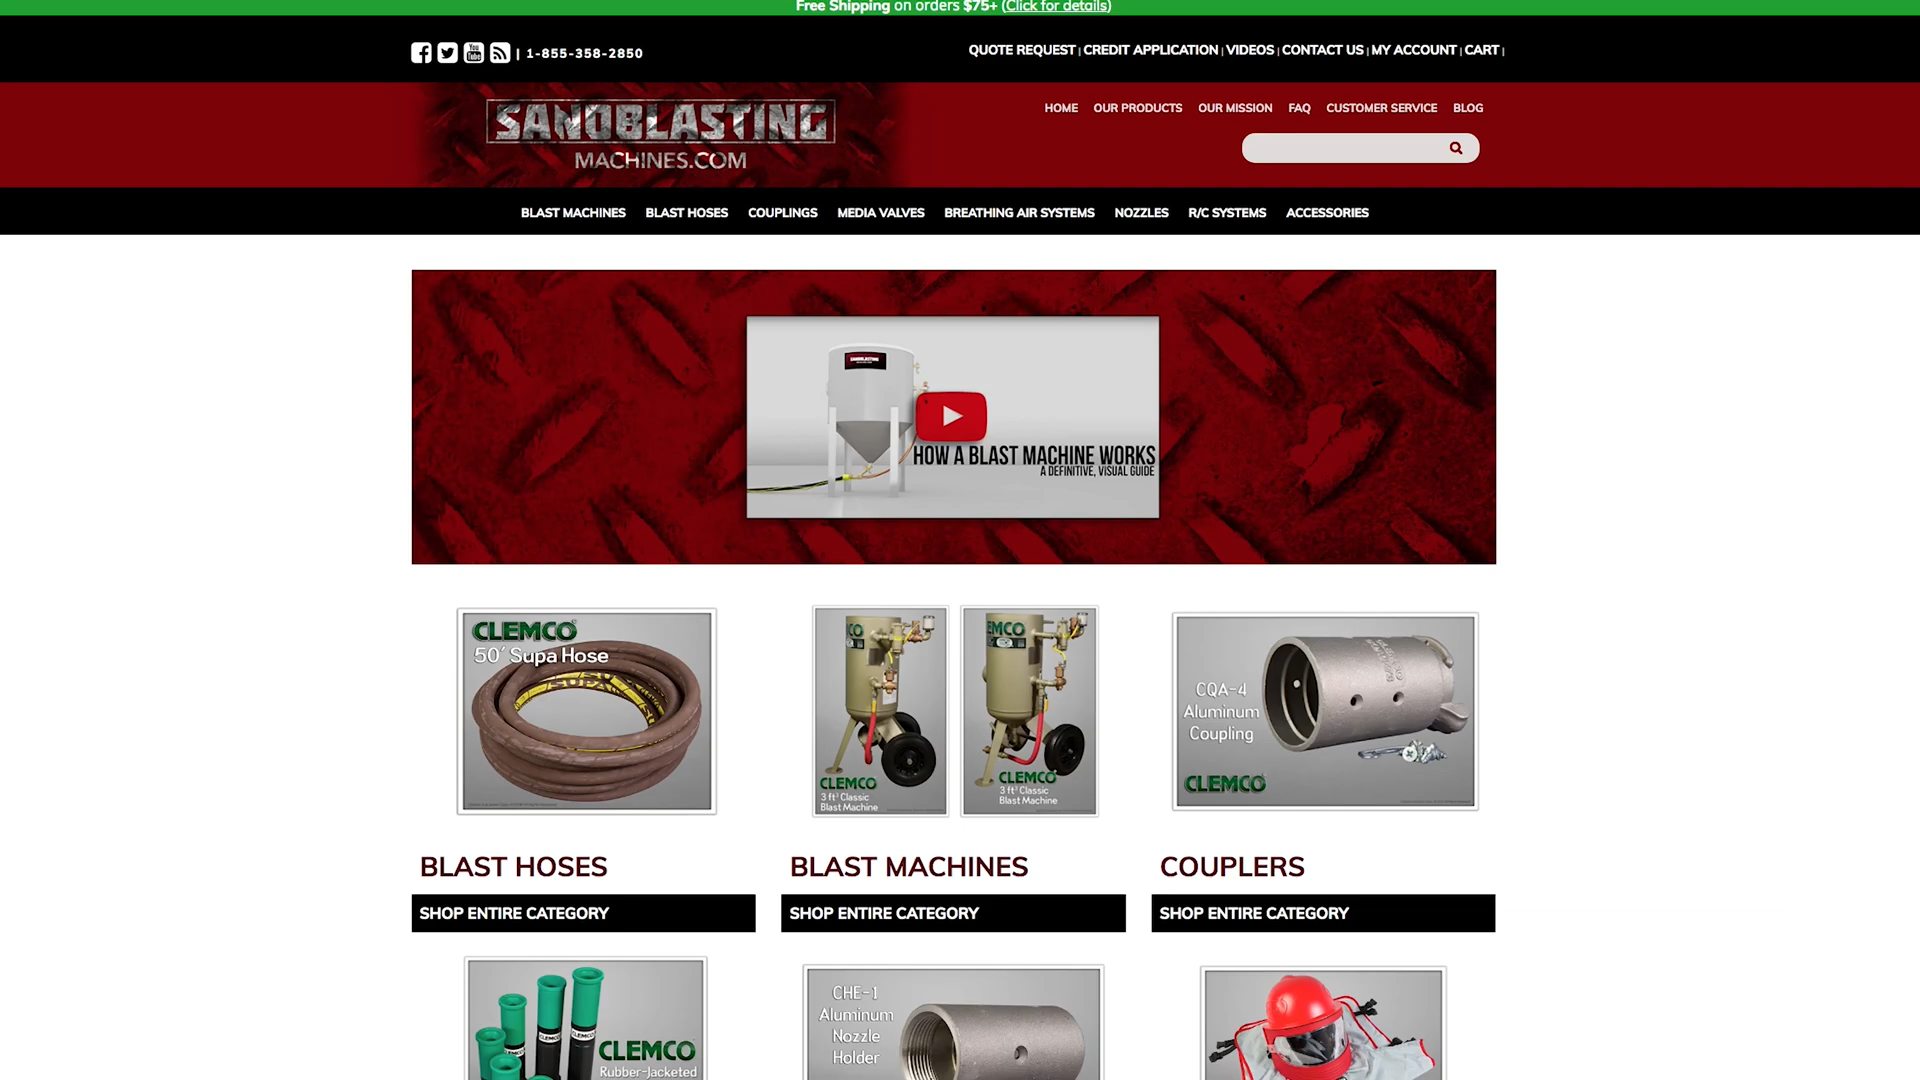 Free Shipping on orders $75+ (Click for details)
| 1-855-358-2850
QUOTE REQUEST | CREDIT APPLICATION | VIDEOS | CONTACT US | MY ACCOUNT | CART |
SANDBLASTING
MACHINES.COM
HOME OUR PRODUCTS OUR MISSION FAQ CUSTOMER SERVICE BLOG
BLAST MACHINES BLAST HOSES COUPLINGS MEDIA VALVES BREATHING AIR SYSTEMS NOZZLES R/C SYSTEMS ACCESSORIES
SANDBLASTING
HOW A BLAST MACHINE WORKS
A DEFINITIVE, VISUAL GUIDE
CLEMCO
50' Supa Hose
SUPA
CLEMCO
3 ft³ Classic
Blast Machine
EMCO
CLEMCO
3 ft³ Classic
Blast Machine
CQA-4
Aluminum
Coupling
CLEMCO
BLAST HOSES
BLAST MACHINES
COUPLERS
SHOP ENTIRE CATEGORY
SHOP ENTIRE CATEGORY
SHOP ENTIRE CATEGORY
CLEMCO
Rubber-Jacketed
CHE-1
Aluminum
Nozzle
Holder